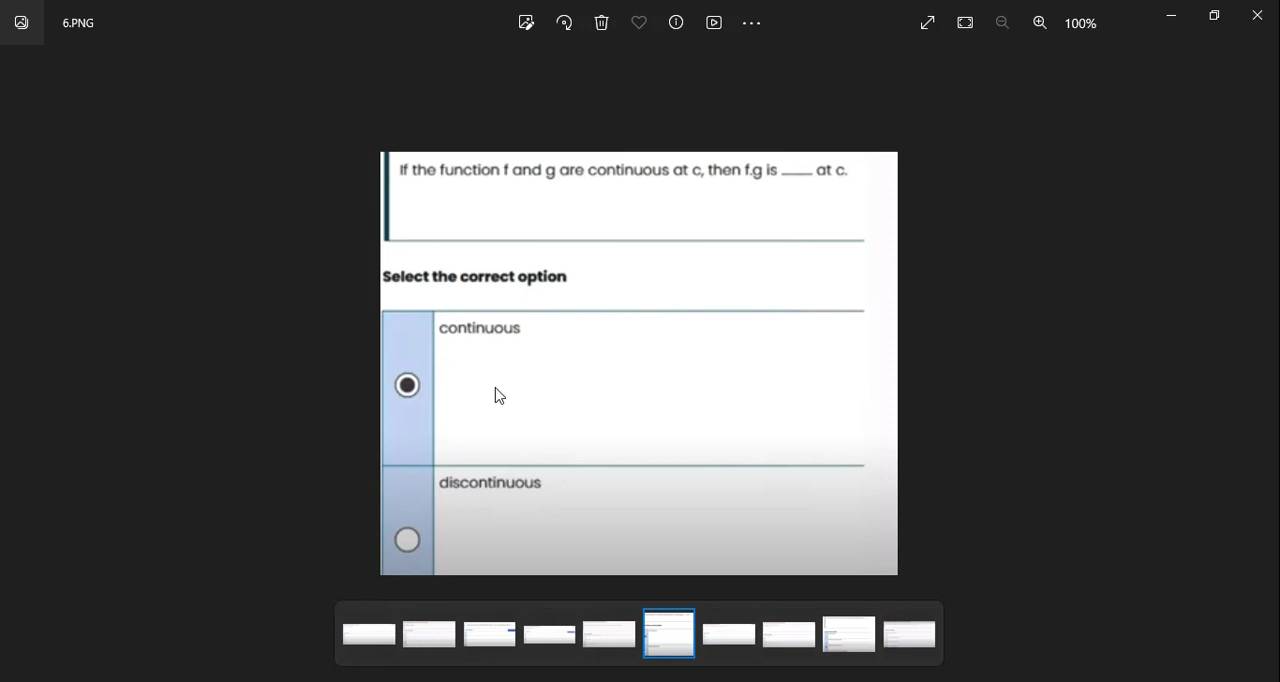 6.PNG
100%
If the function f and g are continuous at c, then f.g is ____ at c.
Select the correct option
continuous
discontinuous